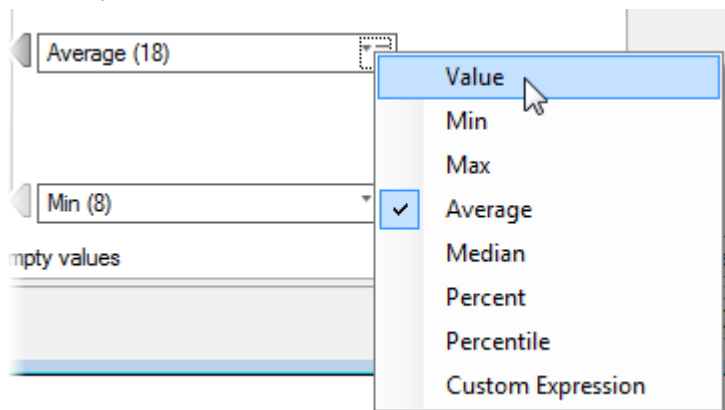 Average (18)
Value
Min
Max
Min (8)
Average
mpty values
Median
Percent
Percentile
Custom Expression